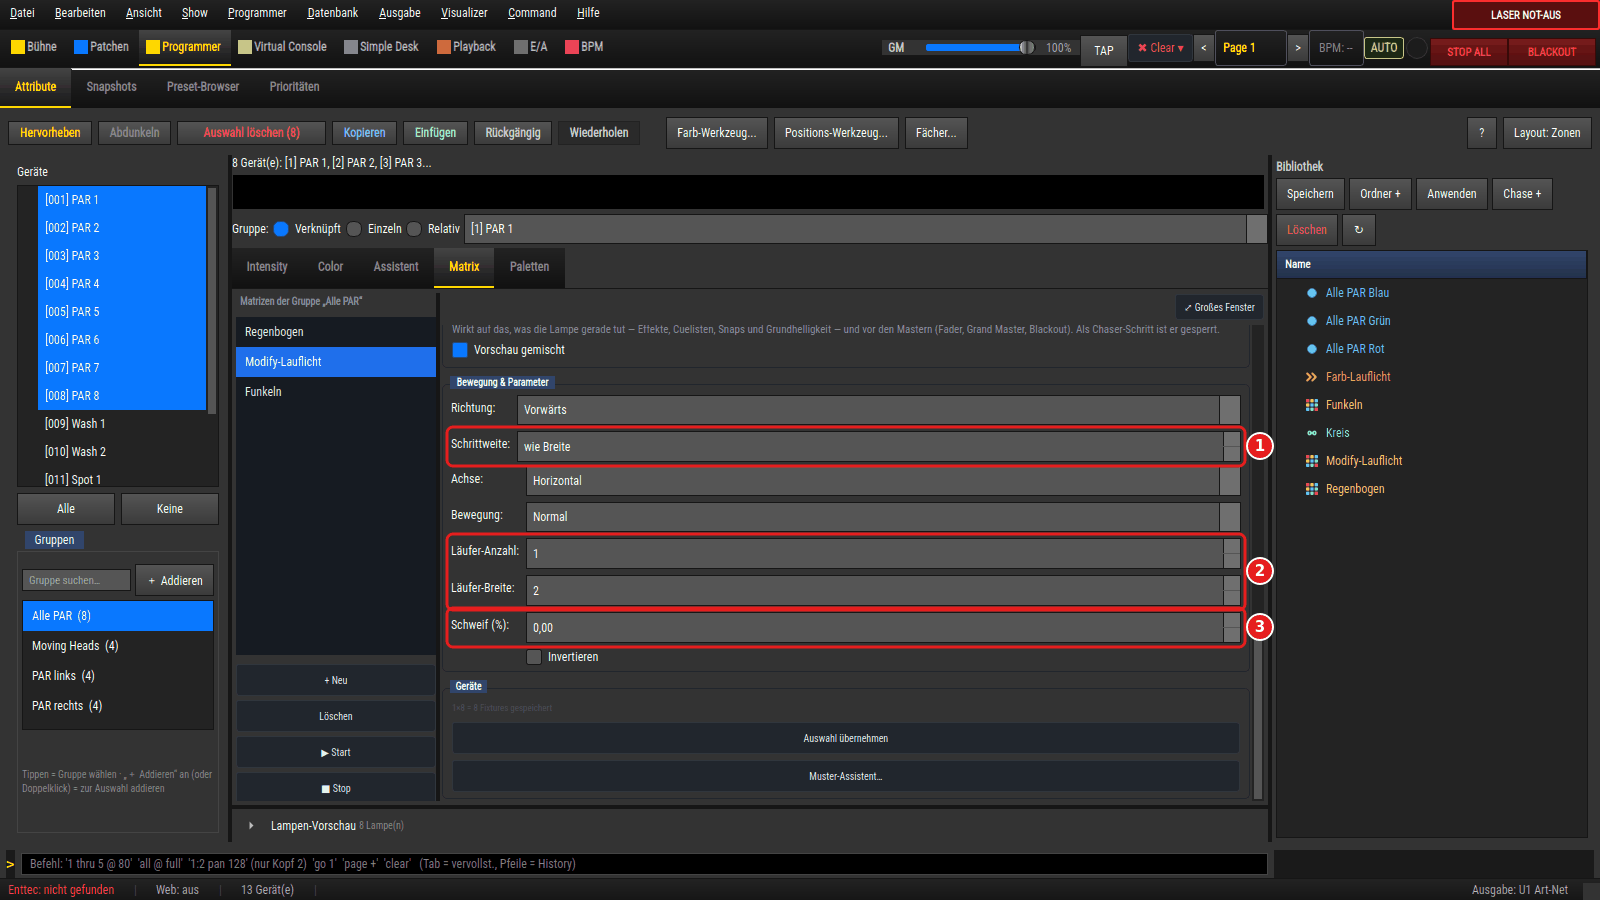 Datei Bearbeiten Ansicht Show Programmer Datenbank Ausgabe Visualizer Command Hilfe
LASER NOT-AUS
Bühne Patchen Programmer Virtual Console Simple Desk Playback E/A BPM
GM 100% TAP ✖ Clear ▾ < Page 1 > BPM: -- AUTO STOP ALL BLACKOUT
Attribute Snapshots Preset-Browser Prioritäten
Hervorheben Abdunkeln Auswahl löschen (8) Kopieren Einfügen Rückgängig Wiederholen Farb-Werkzeug... Positions-Werkzeug... Fächer... ? Layout: Zonen
Geräte
[001] PAR 1
[002] PAR 2
[003] PAR 3
[004] PAR 4
[005] PAR 5
[006] PAR 6
[007] PAR 7
[008] PAR 8
[009] Wash 1
[010] Wash 2
[011] Spot 1
Alle Keine
Gruppen
Gruppe suchen... + Addieren
Alle PAR (8)
Moving Heads (4)
PAR links (4)
PAR rechts (4)
Tippen = Gruppe wählen · „ + Addieren“ an (oder
Doppelklick) = zur Auswahl addieren
8 Gerät(e): [1] PAR 1, [2] PAR 2, [3] PAR 3...
Gruppe: Verknüpft Einzeln Relativ [1] PAR 1
Intensity Color Assistent Matrix Paletten
Matrizen der Gruppe „Alle PAR“
Regenbogen
Modify-Lauflicht
Funkeln
+ Neu
Löschen
▶ Start
■ Stop
⤢ Großes Fenster
Wirkt auf das, was die Lampe gerade tut — Effekte, Cuelisten, Snaps und Grundhelligkeit — und vor den Mastern (Fader, Grand Master, Blackout). Als Chaser-Schritt ist er gesperrt.
Vorschau gemischt
Bewegung & Parameter
Richtung: Vorwärts
Schrittweite: wie Breite 1
Achse: Horizontal
Bewegung: Normal
Läufer-Anzahl: 1
2
Läufer-Breite: 2
Schweif (%): 0,00 3
Invertieren
Geräte
1×8 = 8 Fixtures gespeichert
Auswahl übernehmen
Muster-Assistent...
Lampen-Vorschau 8 Lampe(n)
Bibliothek
Speichern Ordner + Anwenden Chase +
Löschen ↻
Name
Alle PAR Blau
Alle PAR Grün
Alle PAR Rot
Farb-Lauflicht
Funkeln
Kreis
Modify-Lauflicht
Regenbogen
> Befehl: '1 thru 5 @ 80' 'all @ full' '1:2 pan 128' (nur Kopf 2) 'go 1' 'page +' 'clear' (Tab = vervollst., Pfeile = History)
Enttec: nicht gefunden Web: aus 13 Gerät(e) Ausgabe: U1 Art-Net